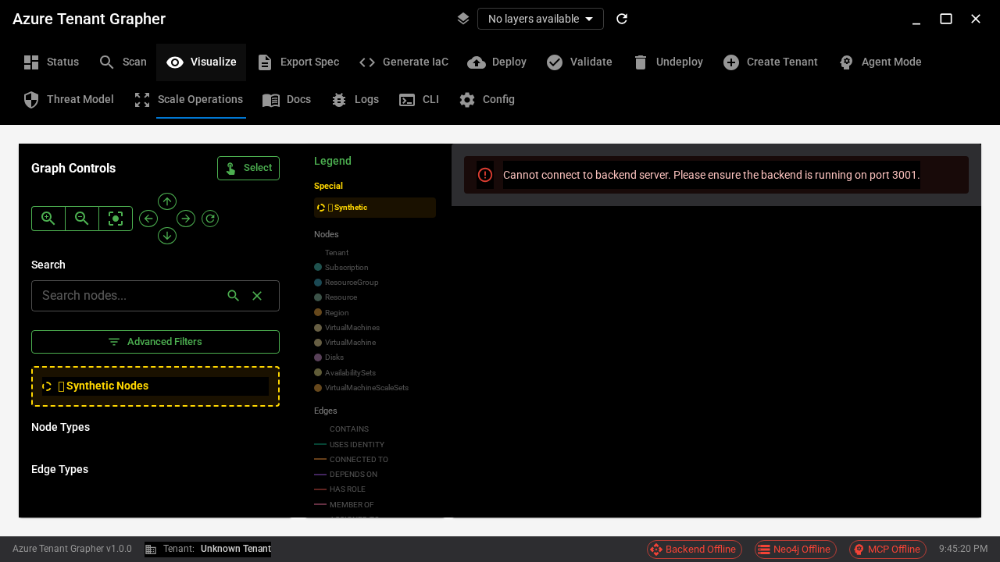 Azure Tenant Grapher
No layers available
Status
Scan
Visualize
Export Spec
Generate IaC
Deploy
Validate
Undeploy
Create Tenant
Agent Mode
Threat Model
Scale Operations
Docs
Logs
CLI
Config
Graph Controls
Select
Search
Search nodes...
Advanced Filters
Synthetic Nodes
Node Types
Edge Types
Legend
Special
Synthetic
Nodes
Tenant
Subscription
ResourceGroup
Resource
Region
VirtualMachines
VirtualMachine
Disks
AvailabilitySets
VirtualMachineScaleSets
Edges
CONTAINS
USES IDENTITY
CONNECTED TO
DEPENDS ON
HAS ROLE
MEMBER OF
Cannot connect to backend server. Please ensure the backend is running on port 3001.
Azure Tenant Grapher v1.0.0
Tenant: Unknown Tenant
Backend Offline
Neo4j Offline
MCP Offline
9:45:20 PM